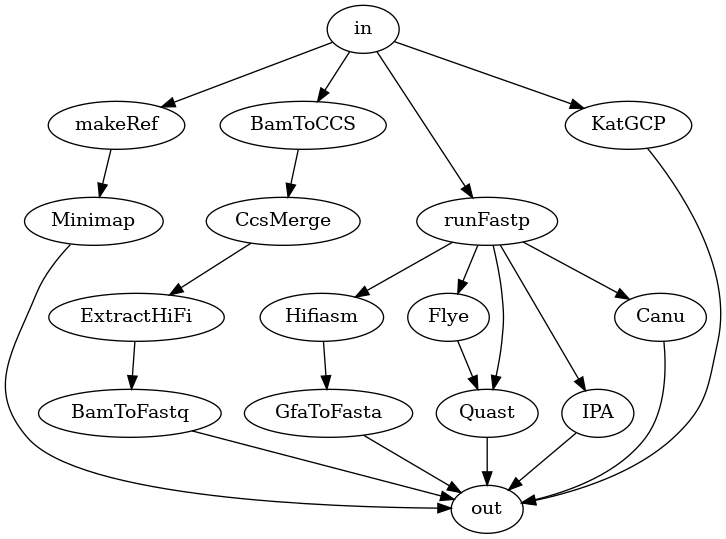 in
makeRef
BamToCCS
KatGCP
Minimap
CcsMerge
runFastp
ExtractHiFi
Hifiasm
Flye
Canu
BamToFastq
GfaToFasta
Quast
IPA
out